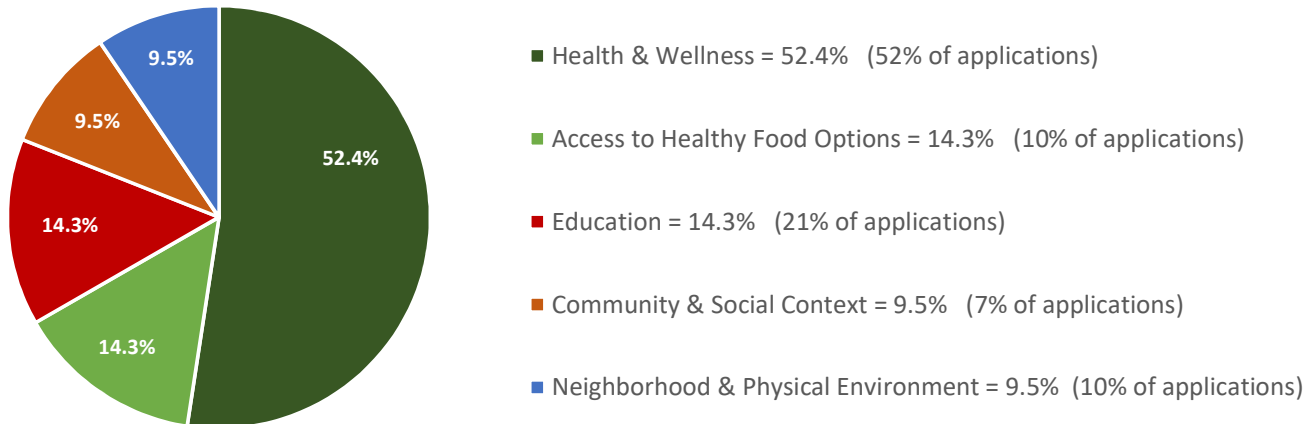 9.5%
Health & Wellness = 52.4% (52% of applications)
9.5%
52.4%
Access to Healthy Food Options = 14.3% (10% of applications)
14.3%
Education = 14.3% (21% of applications)
Community & Social Context = 9.5% (7% of applications)
14.3%
Neighborhood & Physical Environment = 9.5% (10% of applications)